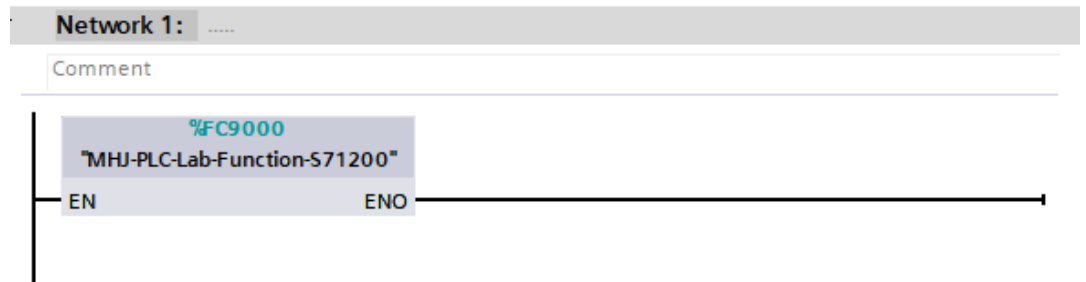 Network 1: .....
Comment
%FC9000
"MHJ-PLC-Lab-Function-S71200"
EN ENO